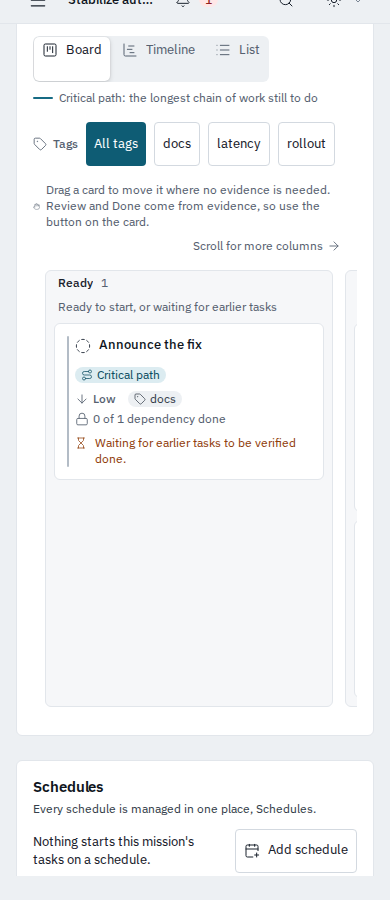 Stabilize aut...
1
Board
Timeline
List
Critical path: the longest chain of work still to do
Tags
All tags
docs
latency
rollout
Drag a card to move it where no evidence is needed.
Review and Done come from evidence, so use the
button on the card.
Scroll for more columns
Ready 1
Ready to start, or waiting for earlier tasks
Announce the fix
Critical path
Low
docs
0 of 1 dependency done
Waiting for earlier tasks to be verified
done.
Schedules
Every schedule is managed in one place, Schedules.
Nothing starts this mission's
tasks on a schedule.
Add schedule